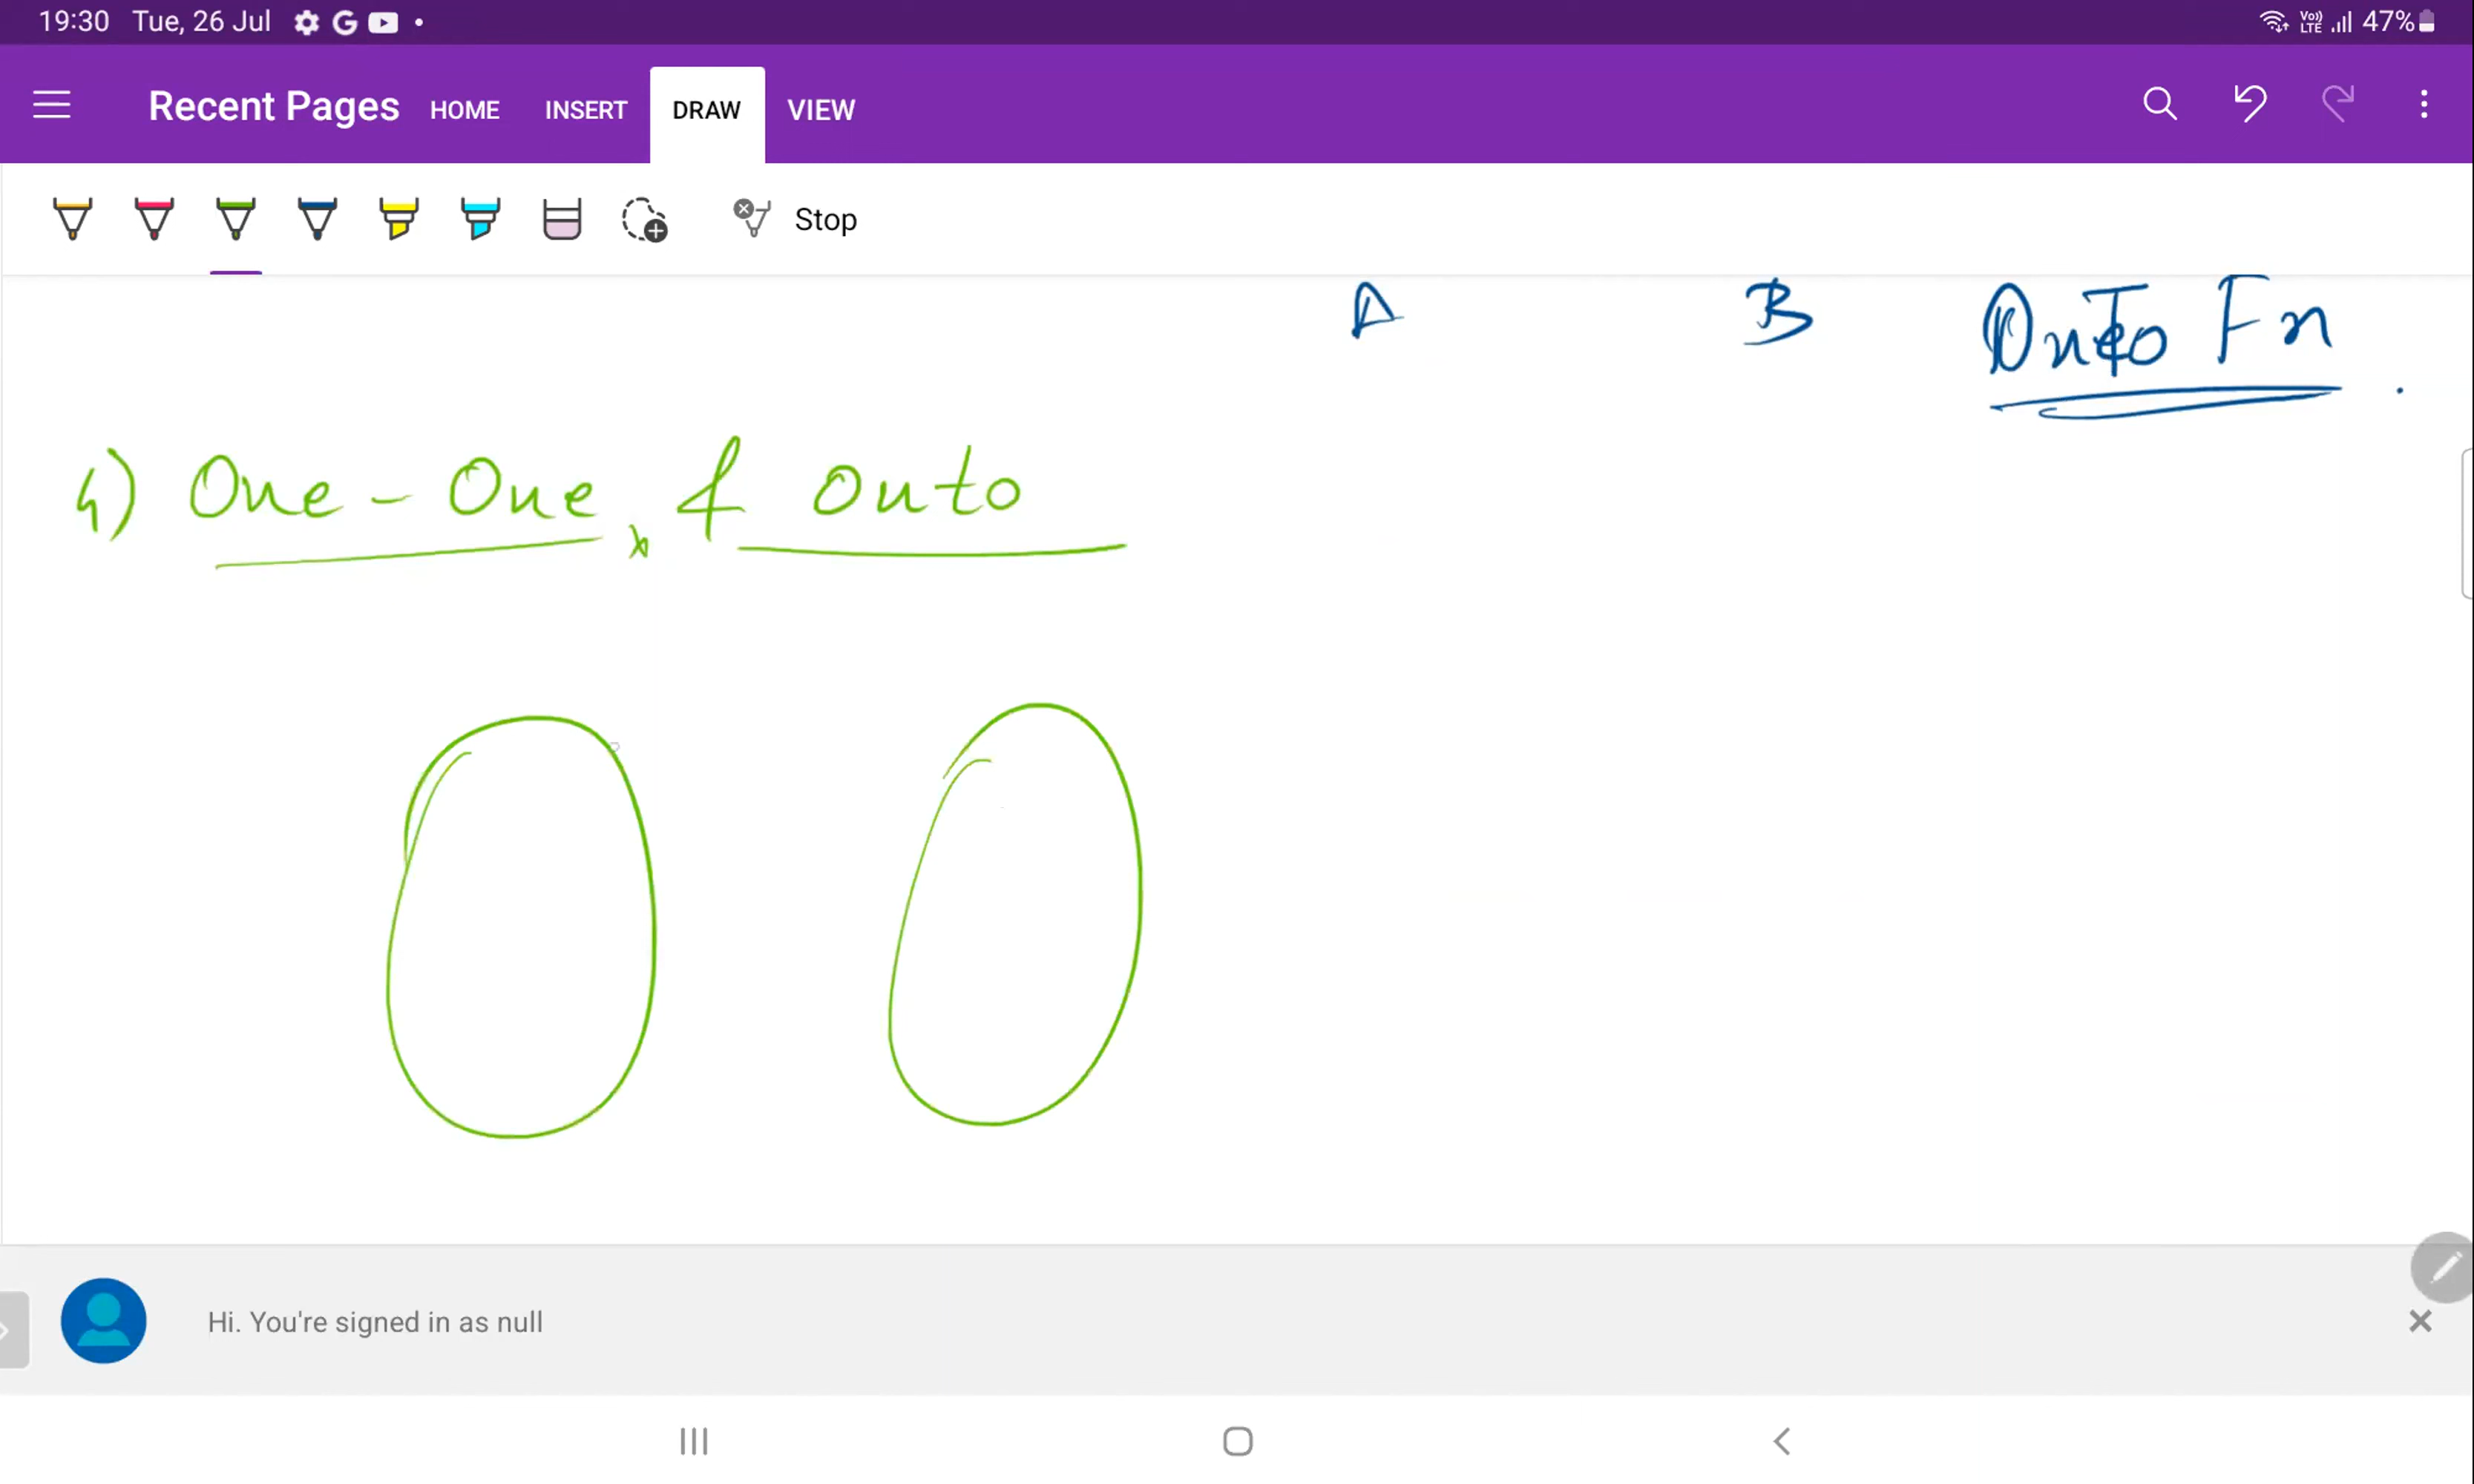 19:30 Tue, 26 Jul 47%
Recent Pages HOME INSERT DRAW VIEW
Stop
A B Onto Fn
4) One - One & Onto
Hi. You're signed in as null